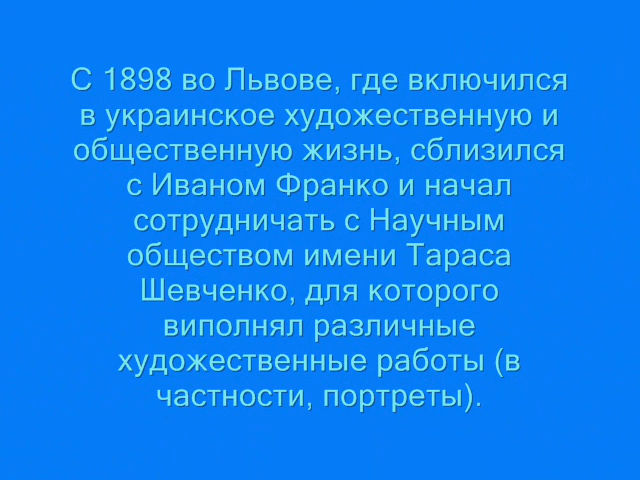 С 1898 во Львове, где включился
в украинское художественную и
общественную жизнь, сблизился
с Иваном Франко и начал
сотрудничать с Научным
обществом имени Тараса
Шевченко, для которого
виполнял различные
художественные работы (в
частности, портреты).